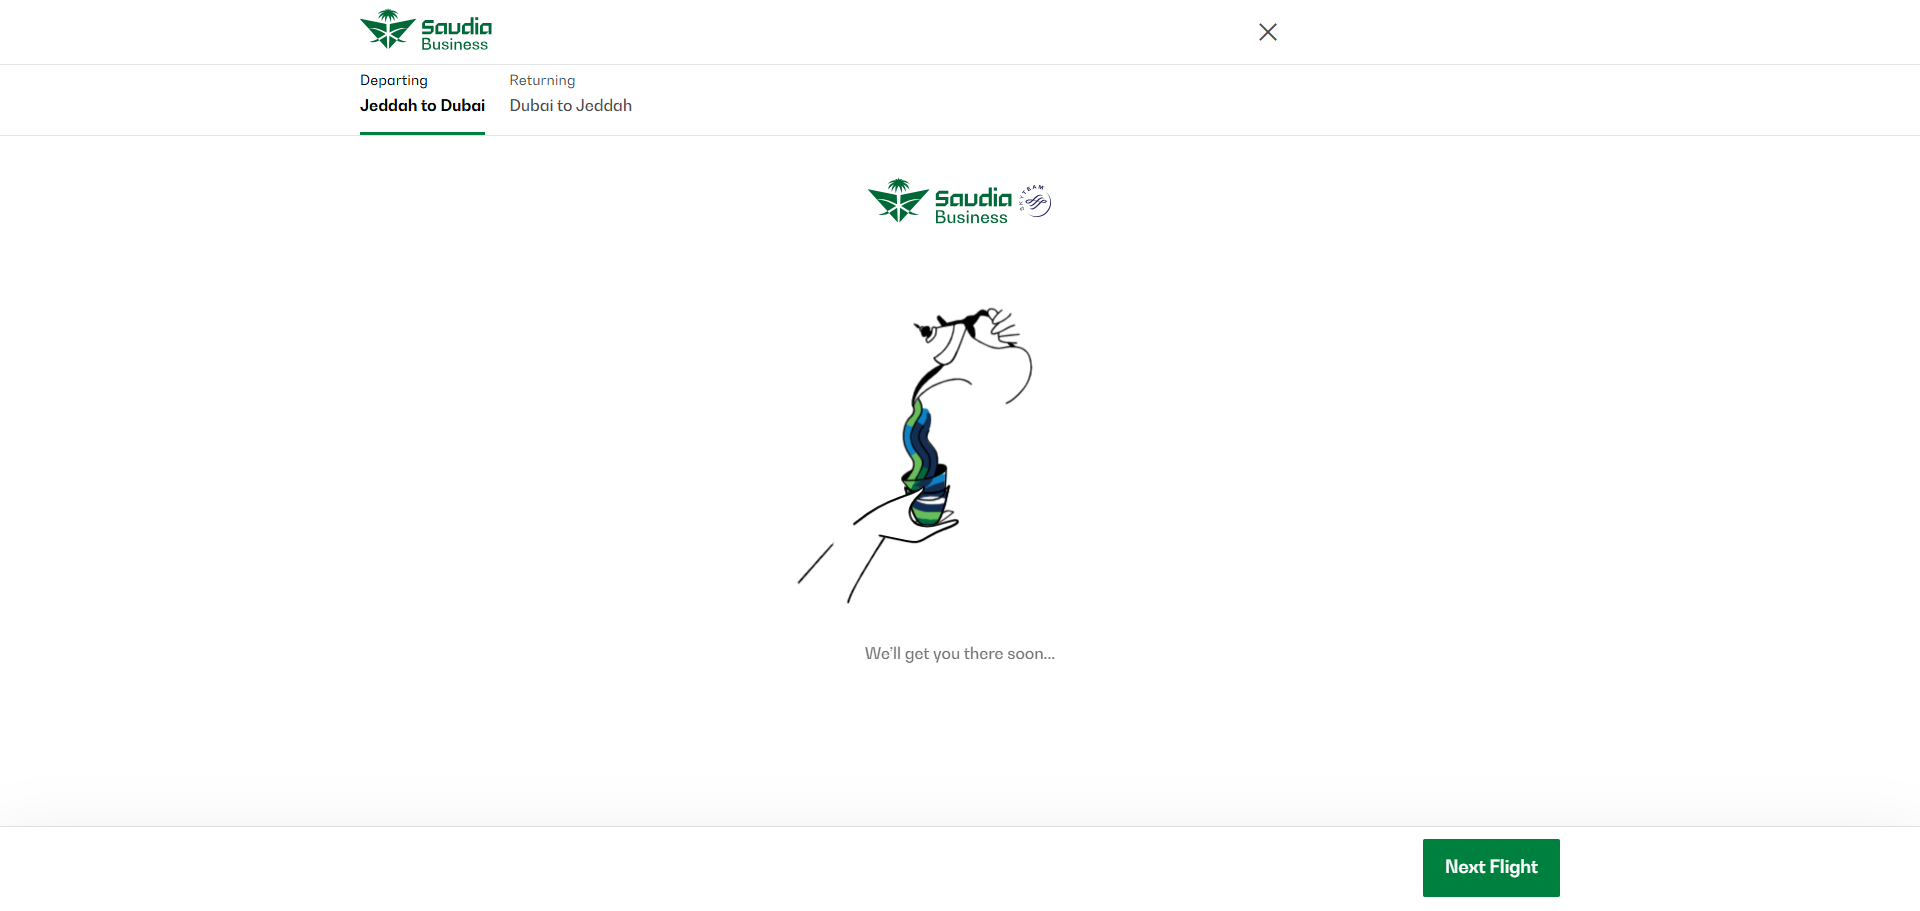 Saudia
Business
Departing
Returning
Jeddah to Dubai
Dubai to Jeddah
Saudia
Business
SKYTEAM
We'll get you there soon...
Next Flight